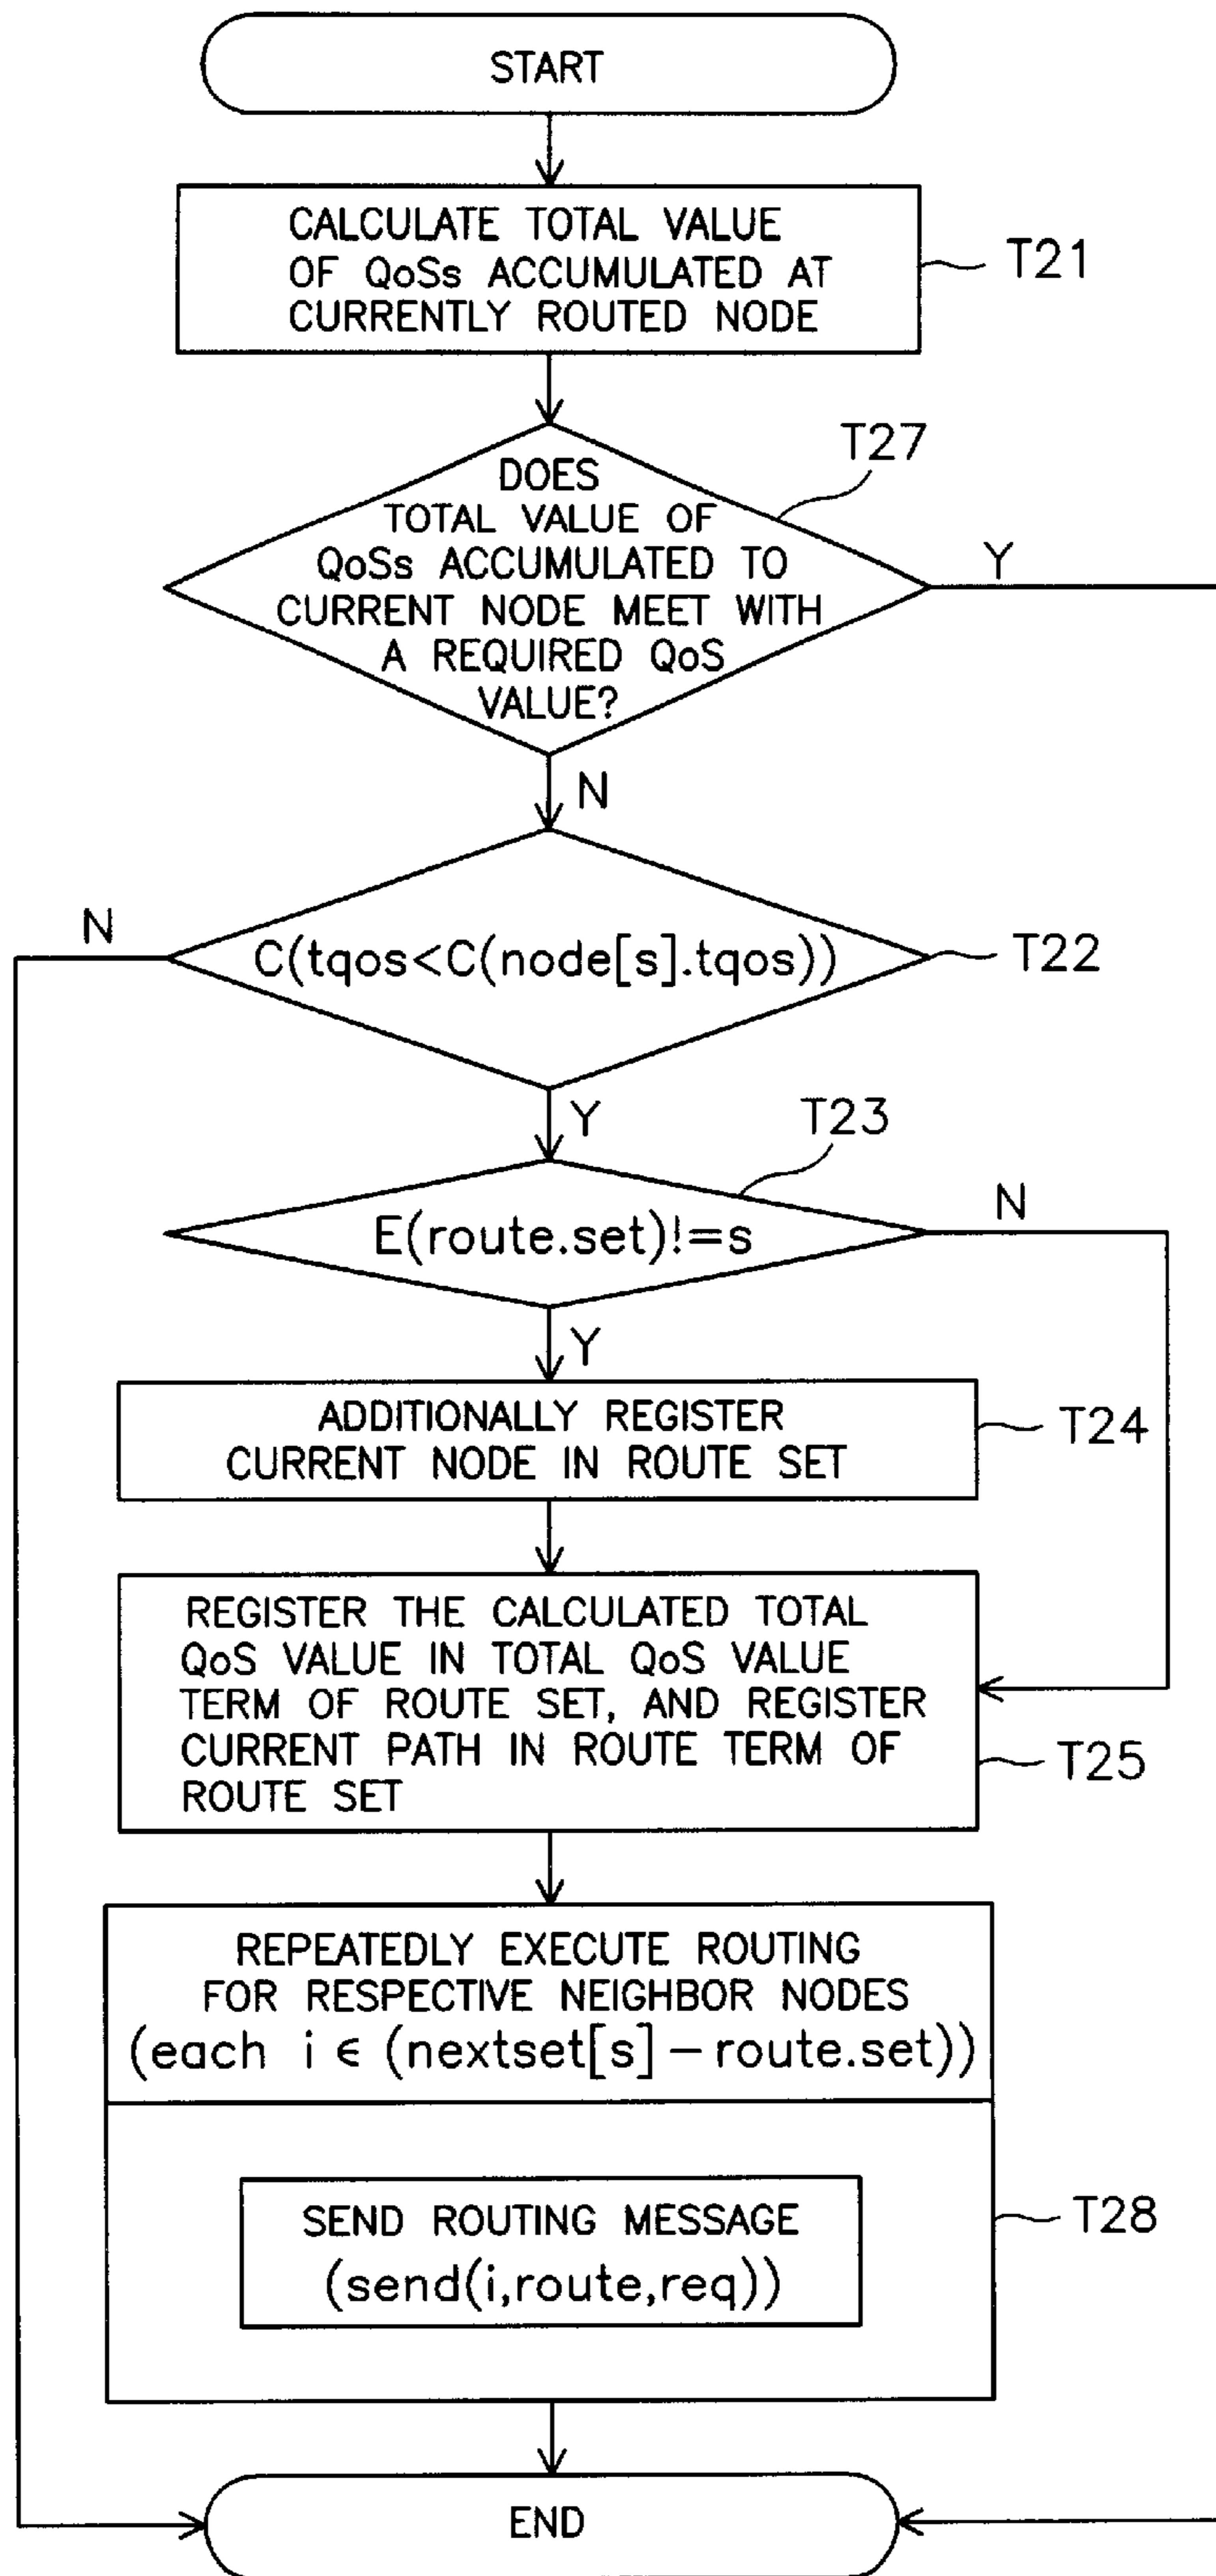 START
CALCULATE TOTAL VALUE
OF QoSs ACCUMULATED AT
CURRENTLY ROUTED NODE
T21
T27
DOES
TOTAL VALUE OF
QoSs ACCUMULATED TO
CURRENT NODE MEET WITH
A REQUIRED QoS
VALUE?
Y
N
N
C(tqos<C(node[s].tqos))
T22
Y
T23
E(route.set)!=s
N
Y
ADDITIONALLY REGISTER
CURRENT NODE IN ROUTE SET
T24
REGISTER THE CALCULATED TOTAL
QoS VALUE IN TOTAL QoS VALUE
TERM OF ROUTE SET, AND REGISTER
CURRENT PATH IN ROUTE TERM OF
ROUTE SET
T25
REPEATEDLY EXECUTE ROUTING
FOR RESPECTIVE NEIGHBOR NODES
(each i ∈ (nextset[s] − route.set))
SEND ROUTING MESSAGE
(send(i,route,req))
T28
END